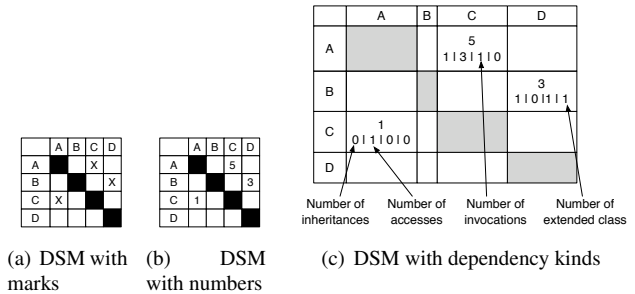 A B C D
A X
B X
C X
D
(a) DSM with
marks
A B C D
A 5
B 3
C 1
D
(b) DSM
with numbers
A B C D
A 5
1 | 3 | 1 | 0
B 3
1 | 0 | 1 | 1
C 1
0 | 1 | 0 | 0
D
Number of
inheritances
Number of
accesses
Number of
invocations
Number of
extended class
(c) DSM with dependency kinds